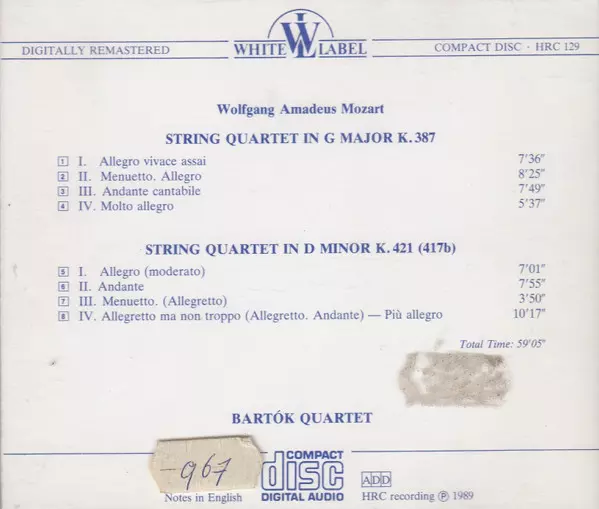 DIGITALLY REMASTERED
WL
WHITE LABEL
COMPACT DISC · HRC 129
Wolfgang Amadeus Mozart
STRING QUARTET IN G MAJOR K. 387
1 I. Allegro vivace assai 7'36"
2 II. Menuetto. Allegro 8'25"
3 III. Andante cantabile 7'49"
4 IV. Molto allegro 5'37"
STRING QUARTET IN D MINOR K. 421 (417b)
5 I. Allegro (moderato) 7'01"
6 II. Andante 7'55"
7 III. Menuetto. (Allegretto) 3'50"
8 IV. Allegretto ma non troppo (Allegretto. Andante) — Più allegro 10'17"
Total Time: 59'05"
BARTÓK QUARTET
-967
Notes in English
COMPACT
disc
DIGITAL AUDIO
ADD
HRC recording ℗ 1989